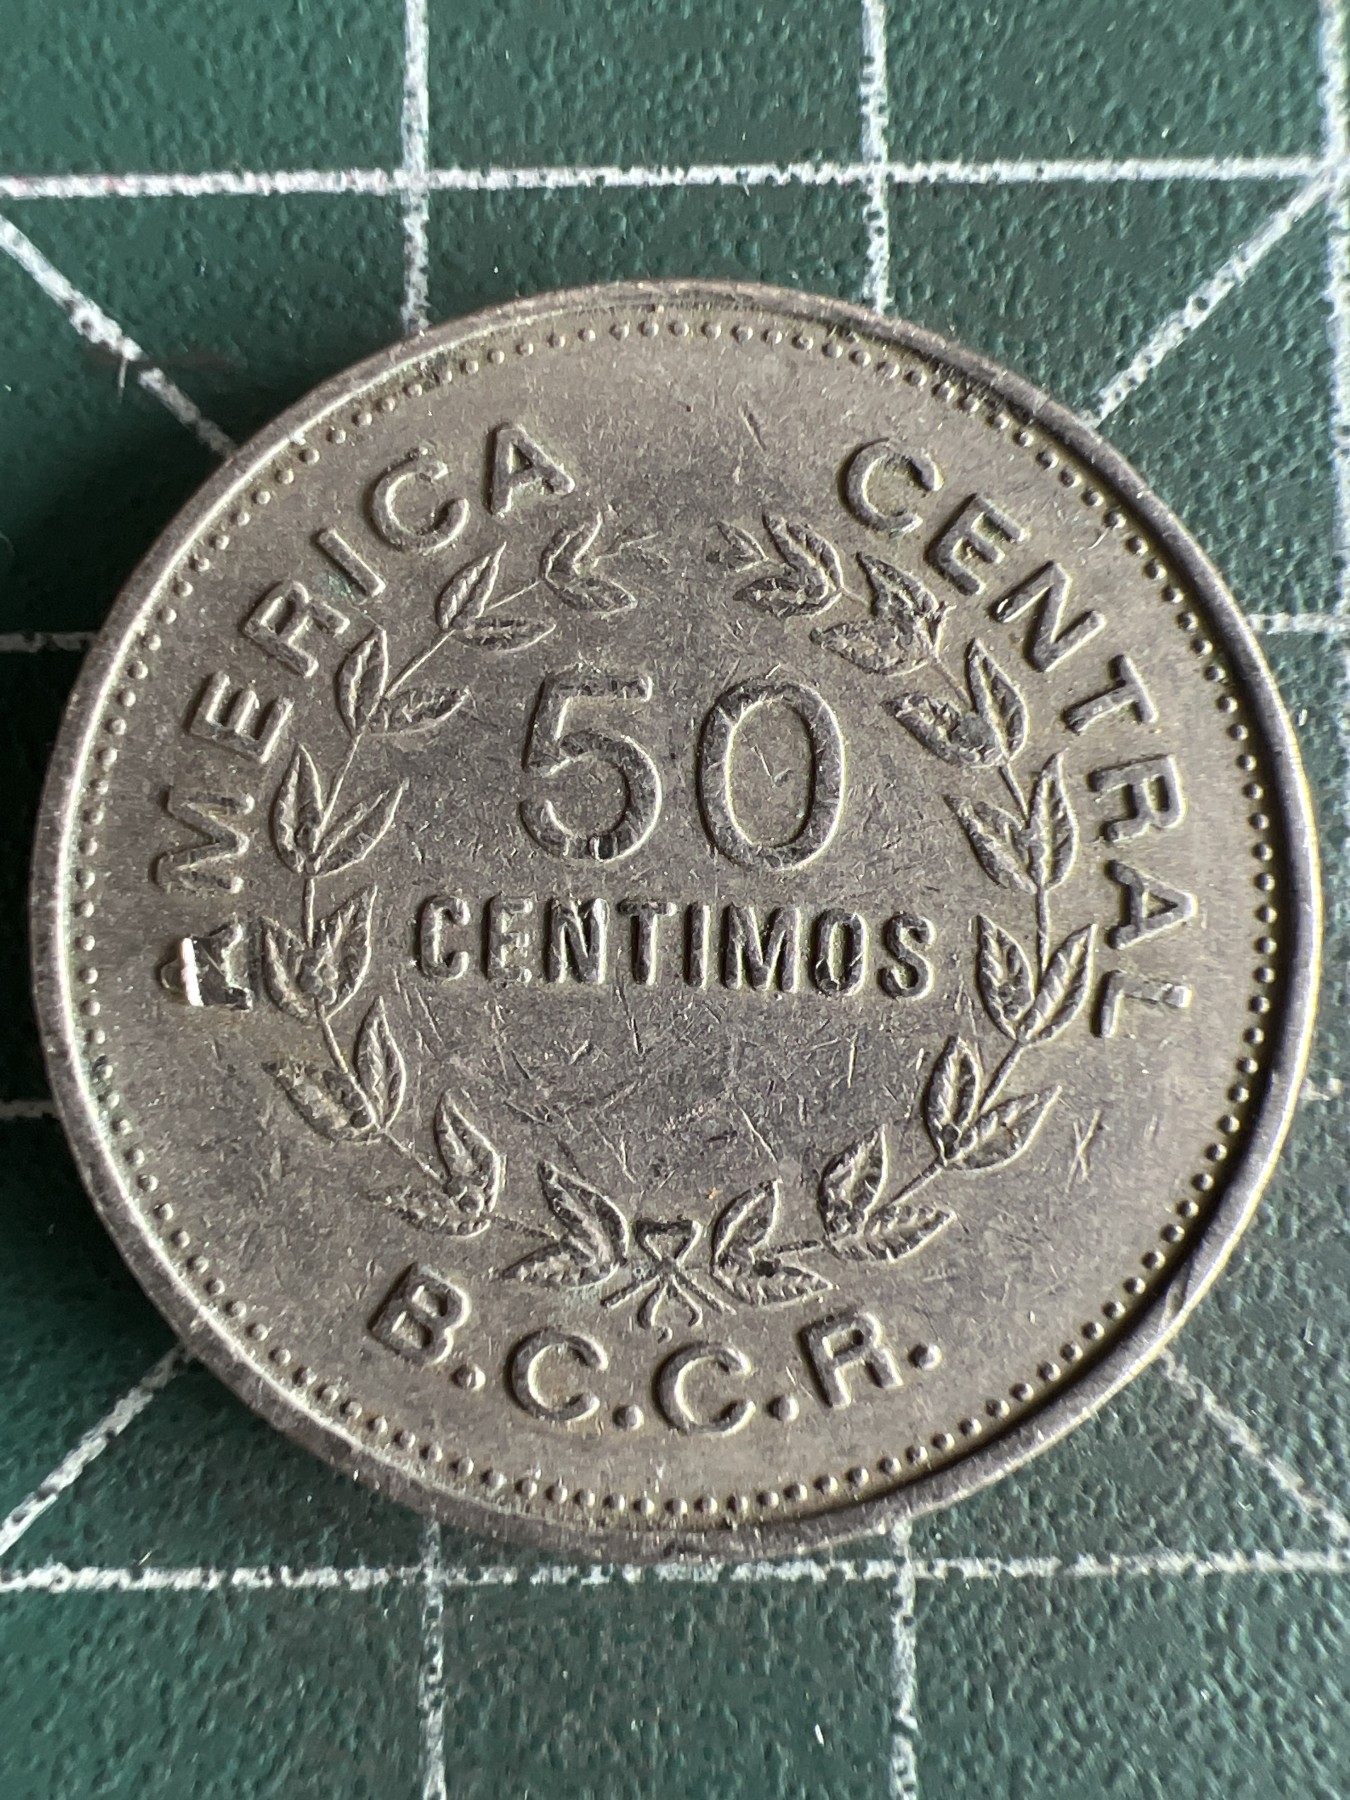 AMERICA CENTRAL
50
CENTIMOS
B.C.C.R.